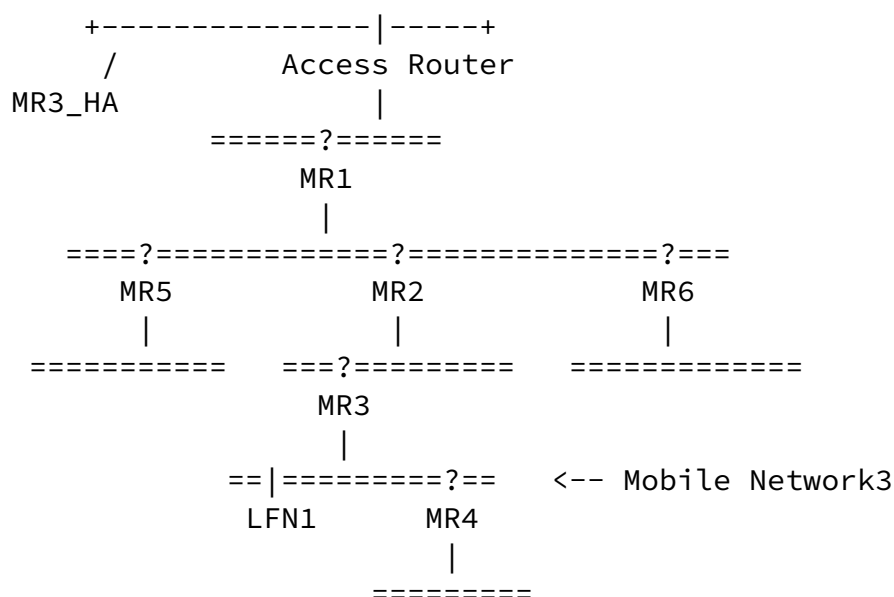 +---------------|-----+
/ Access Router
MR3_HA |
======?======
MR1
|
====?=============?==============?===
MR5 MR2 MR6
| | |
=========== ===?========= =============
MR3
|
==|=========?== <-- Mobile Network3
LFN1 MR4
|
=========